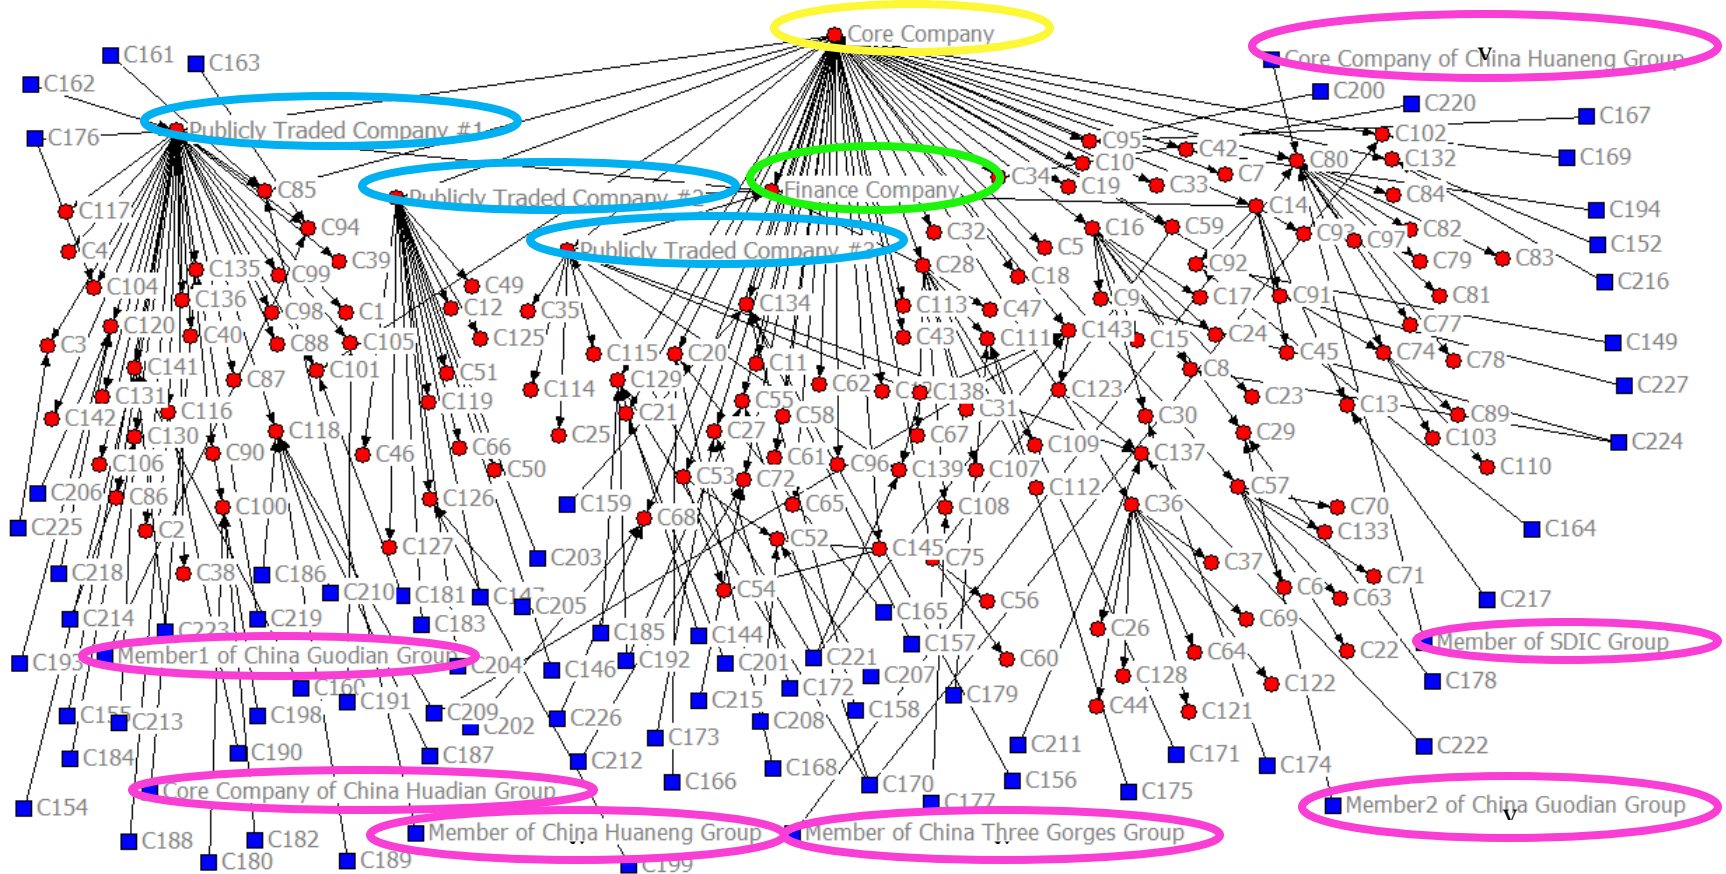 Core Company
Core Company of China Huaneng Group
V
C161
C163
C162
C200
C220
C167
Publicly Traded Company #1
C176
C95
C42
C102
C169
C10
C80
C132
C34
C19
C33
C7
C84
C85
Publicly Traded Company #2
Finance Company
C14
C194
C117
C94
C32
C16
C59
C93
C97
C82
C152
C4
C39
Publicly Traded Company #3
C5
C28
C18
C92
C79
C83
C216
C135
C99
C49
C104
C136
C12
C35
C134
C113
C47
C9
C17
C91
C81
C98
C1
C120
C40
C88
C105
C125
C43
C111
C143
C15
C24
C77
C149
C3
C115
C20
C45
C74
C78
C141
C101
C51
C11
C8
C87
C129
C62
C138
C123
C227
C131
C114
C23
C142
C116
C119
C21
C55
C58
C31
C30
C13
C89
C130
C118
C25
C27
C67
C109
C29
C103
C224
C90
C46
C66
C61
C137
C106
C50
C53
C72
C96
C139
C107
C110
C206
C86
C126
C159
C65
C112
C57
C225
C2
C100
C68
C108
C36
C70
C133
C164
C127
C52
C145
C203
C75
C37
C218
C38
C186
C54
C6
C71
C210
C181
C147
C56
C63
C217
C214
C219
C205
C165
C223
C183
C185
C144
C157
C26
C69
Member of SDIC Group
C193
Member1 of China Guodian Group
C204
C146
C192
C201
C221
C60
C64
C22
C160
C172
C207
C128
C122
C178
C155
C213
C198
C191
C209
C202
C226
C215
C208
C158
C179
C44
C121
C184
C190
C187
C212
C173
C211
C171
C222
C166
C168
C170
C156
C174
Core Company of China Huadian Group
C175
C154
C177
Member2 of China Guodian Group
V
C188
C182
Member of China Huaneng Group
Member of China Three Gorges Group
C180
C189
C199